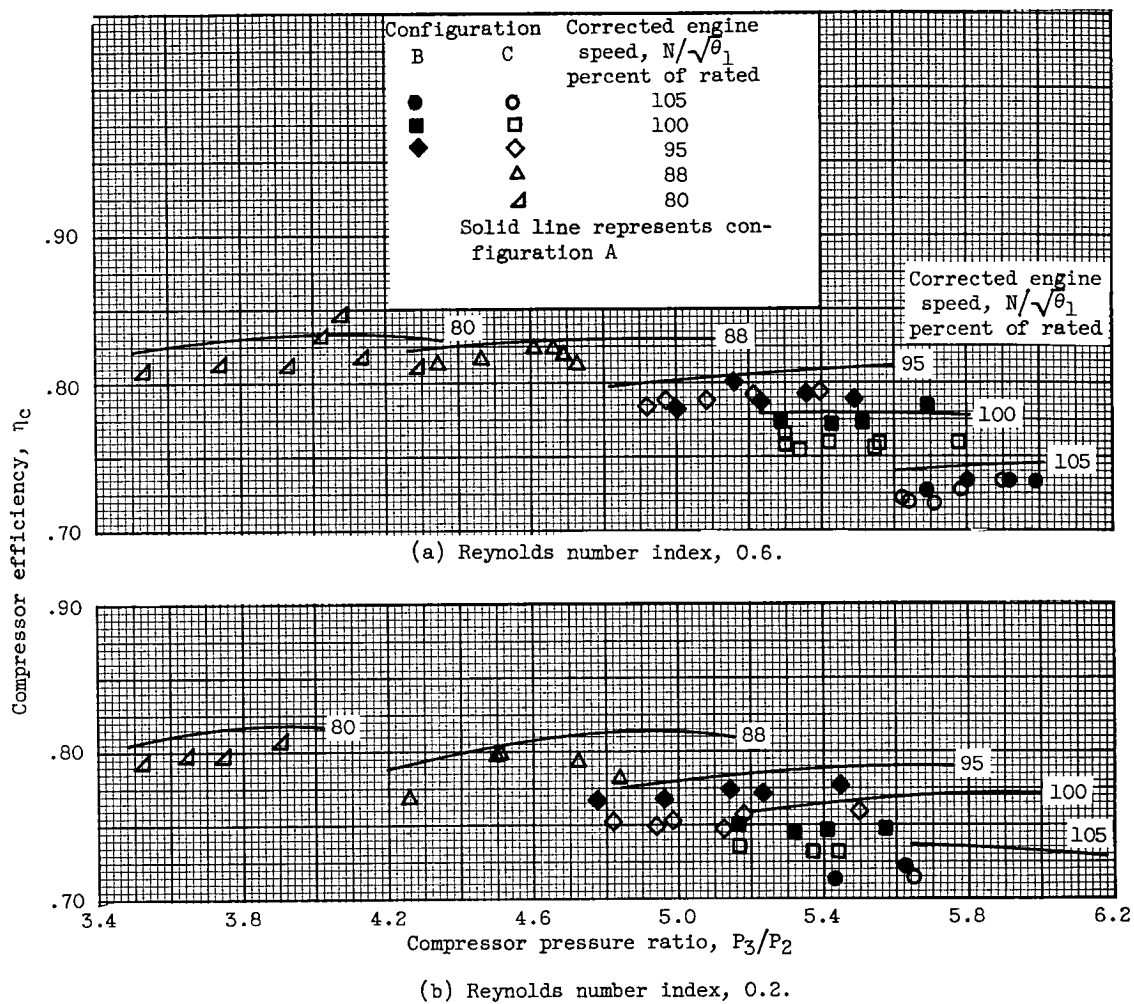 Configuration Corrected engine
B C speed, N/√θ1
percent of rated
105
100
95
88
80
Solid line represents con-
figuration A
Corrected engine
speed, N/√θ1
percent of rated
.90
.80
.70
80
88
95
100
105
(a) Reynolds number index, 0.6.
Compressor efficiency, ηc
.90
.80
.70
80
88
95
100
105
3.4 3.8 4.2 4.6 5.0 5.4 5.8 6.2
Compressor pressure ratio, P3/P2
(b) Reynolds number index, 0.2.